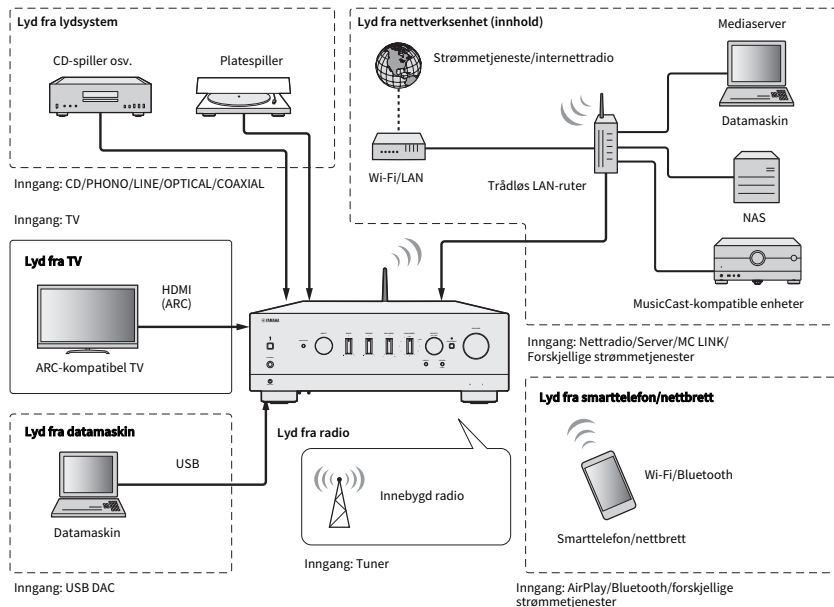 Lyd fra lydsystem
CD-spiller osv.
Platespiller
Inngang: CD/PHONO/LINE/OPTICAL/COAXIAL
Inngang: TV
Lyd fra TV
HDMI
(ARC)
ARC-kompatibel TV
Lyd fra datamaskin
USB
Datamaskin
Inngang: USB DAC
Lyd fra radio
Innebygd radio
Inngang: Tuner
Lyd fra nettverksenhet (innhold)
Strømmetjeneste/internettradio
Wi-Fi/LAN
Trådløs LAN-ruter
Mediaserver
Datamaskin
NAS
MusicCast-kompatible enheter
Inngang: Nettradio/Server/MC LINK/
Forskjellige strømmetjenester
Lyd fra smarttelefon/nettbrett
Wi-Fi/Bluetooth
Smarttelefon/nettbrett
Inngang: AirPlay/Bluetooth/forskjellige
strømmetjenester
YAMAHA